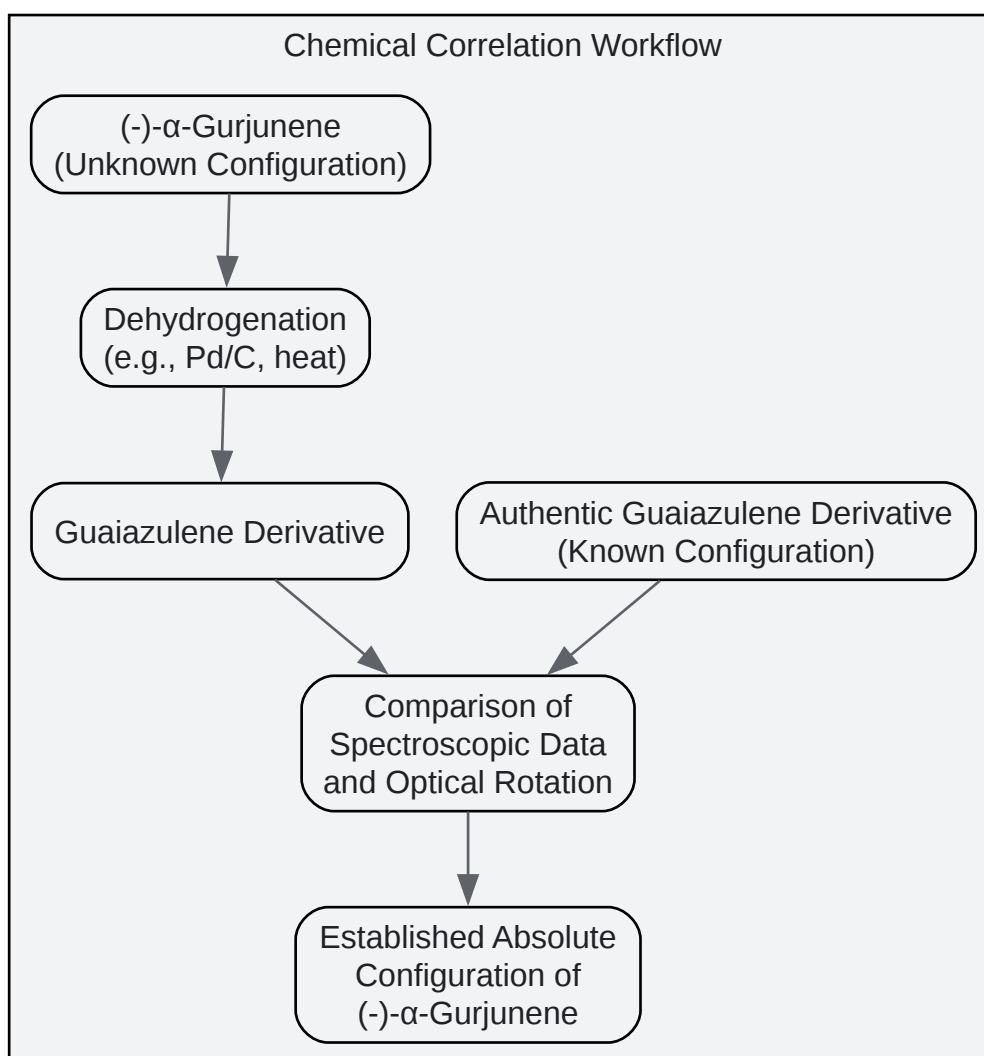 Chemical Correlation Workflow
(-)-α-Gurjunene
(Unknown Configuration)
Dehydrogenation
(e.g., Pd/C, heat)
Guaiazulene Derivative
Authentic Guaiazulene Derivative
(Known Configuration)
Comparison of
Spectroscopic Data
and Optical Rotation
Established Absolute
Configuration of
(-)-α-Gurjunene